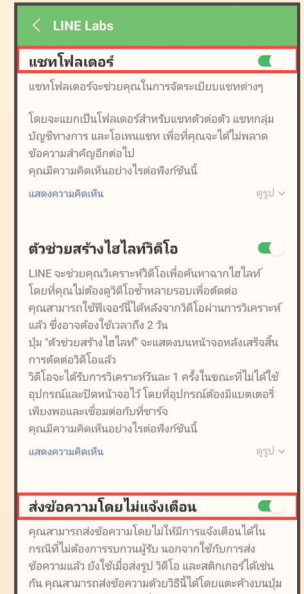 < LINE Labs
แชทโฟลเดอร์
แชทโฟลเดอร์จะช่วยคุณในการจัดระเบียบแชทต่างๆ
โดยจะแยกเป็นโฟลเดอร์สำหรับแชทตัวต่อตัว แชทกลุ่ม
บัญชีทางการ และโอเพนแชท เพื่อที่คุณจะได้ไม่พลาด
ข้อความสำคัญอีกต่อไป
คุณมีความคิดเห็นอย่างไรต่อฟังก์ชันนี้
แสดงความคิดเห็น
ดูรูป
ตัวช่วยสร้างไฮไลท์วิดีโอ
LINE จะช่วยคุณวิเคราะห์วิดีโอเพื่อค้นหาฉากไฮไลท์
โดยที่คุณไม่ต้องดูวิดีโอซ้ำหลายรอบเพื่อตัดต่อ
คุณสามารถใช้ฟีเจอร์นี้ได้หลังจากวิดีโอผ่านการวิเคราะห์
แล้ว ซึ่งอาจต้องใช้เวลาถึง 2 วัน
ปุ่ม "ตัวช่วยสร้างไฮไลท์" จะแสดงบนหน้าจอหลังเสร็จสิ้น
การตัดต่อวิดีโอแล้ว
วิดีโอจะได้รับการวิเคราะห์วันละ 1 ครั้งในขณะที่ไม่ได้ใช้
อุปกรณ์และปิดหน้าจอไว้ โดยที่อุปกรณ์ต้องมีแบตเตอรี่
เพียงพอและเชื่อมต่อกับที่ชาร์จ
คุณมีความคิดเห็นอย่างไรต่อฟังก์ชันนี้
แสดงความคิดเห็น
ดูรูป
ส่งข้อความโดยไม่แจ้งเตือน
คุณสามารถส่งข้อความโดยไม่ให้มีการแจ้งเตือนได้ใน
กรณีที่ไม่ต้องการรบกวนผู้รับ นอกจากใช้กับการส่ง
ข้อความแล้ว ยังใช้เมื่อส่งรูป วิดีโอ และสติกเกอร์ได้เช่น
กัน คุณสามารถส่งข้อความด้วยวิธีนี้ได้โดยแตะค้างบนปุ่ม